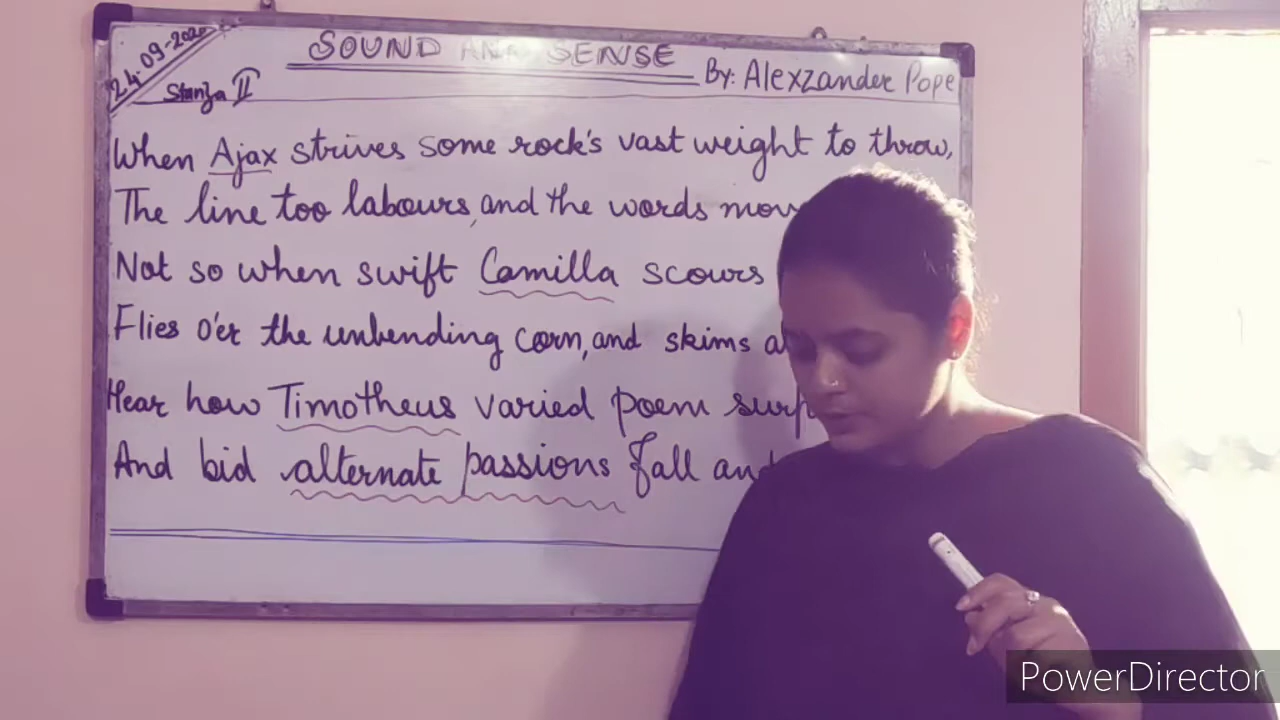 24.09-2020
SOUND AND SENSE
Stanza II
By: Alexzander Pope
When Ajax strives some rock's vast weight to throw,
The line too labours, and the words mov
Not so when swift Camilla scours
Flies o'er the unbending corn, and skims a
Hear how Timotheus varied poem surp
And bid alternate passions fall and
PowerDirector